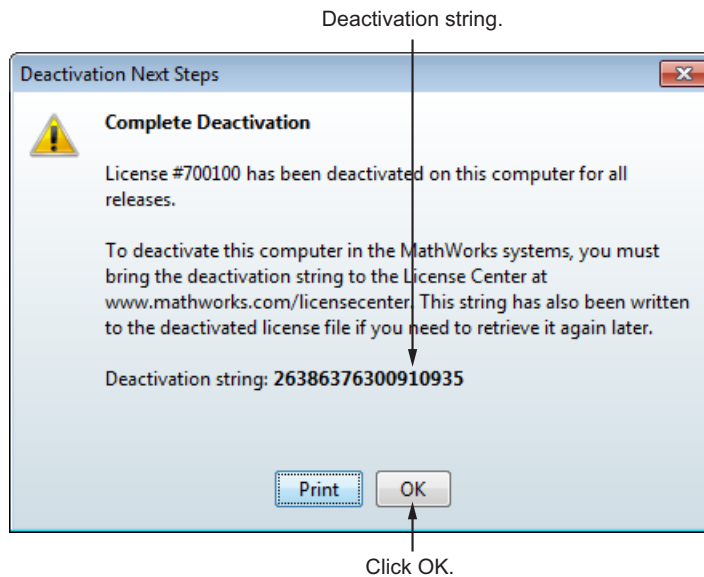 Deactivation string.
Deactivation Next Steps
Complete Deactivation
License #700100 has been deactivated on this computer for all
releases.
To deactivate this computer in the MathWorks systems, you must
bring the deactivation string to the License Center at
www.mathworks.com/licensecenter. This string has also been written
to the deactivated license file if you need to retrieve it again later.
Deactivation string: 26386376300910935
Print OK
Click OK.